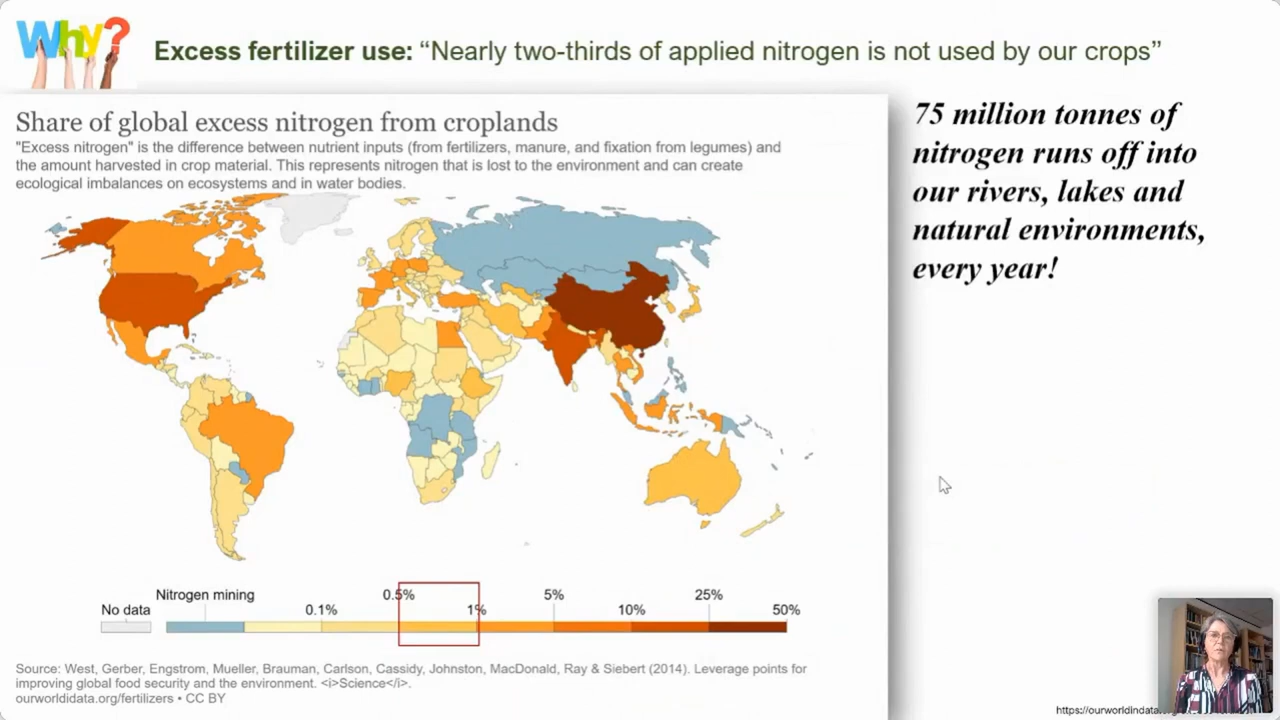 Why?
Excess fertilizer use: “Nearly two-thirds of applied nitrogen is not used by our crops”
Share of global excess nitrogen from croplands
"Excess nitrogen" is the difference between nutrient inputs (from fertilizers, manure, and fixation from legumes) and
the amount harvested in crop material. This represents nitrogen that is lost to the environment and can create
ecological imbalances on ecosystems and in water bodies.
75 million tonnes of
nitrogen runs off into
our rivers, lakes and
natural environments,
every year!
Nitrogen mining 0.5% 5% 25%
No data 0.1% 1% 10% 50%
Source: West, Gerber, Engstrom, Mueller, Brauman, Carlson, Cassidy, Johnston, MacDonald, Ray & Siebert (2014). Leverage points for
improving global food security and the environment. <i>Science</i>.
ourworldindata.org/fertilizers • CC BY
https://ourworldindata